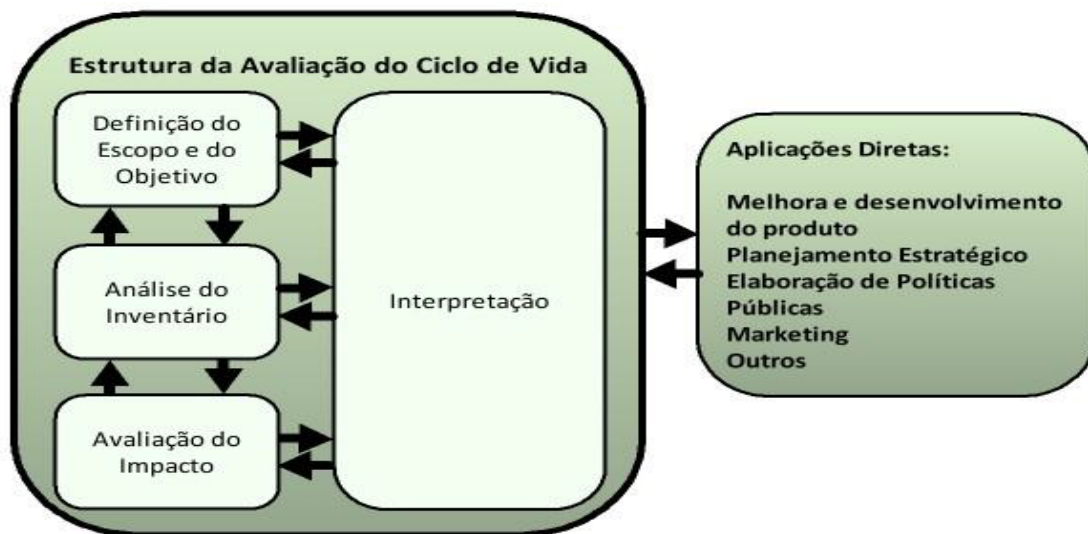 Estrutura da Avaliação do Ciclo de Vida
Definição do
Escopo e do
Objetivo
Análise do
Inventário
Avaliação do
Impacto
Interpretação
Aplicações Diretas:
Melhora e desenvolvimento
do produto
Planejamento Estratégico
Elaboração de Políticas
Públicas
Marketing
Outros